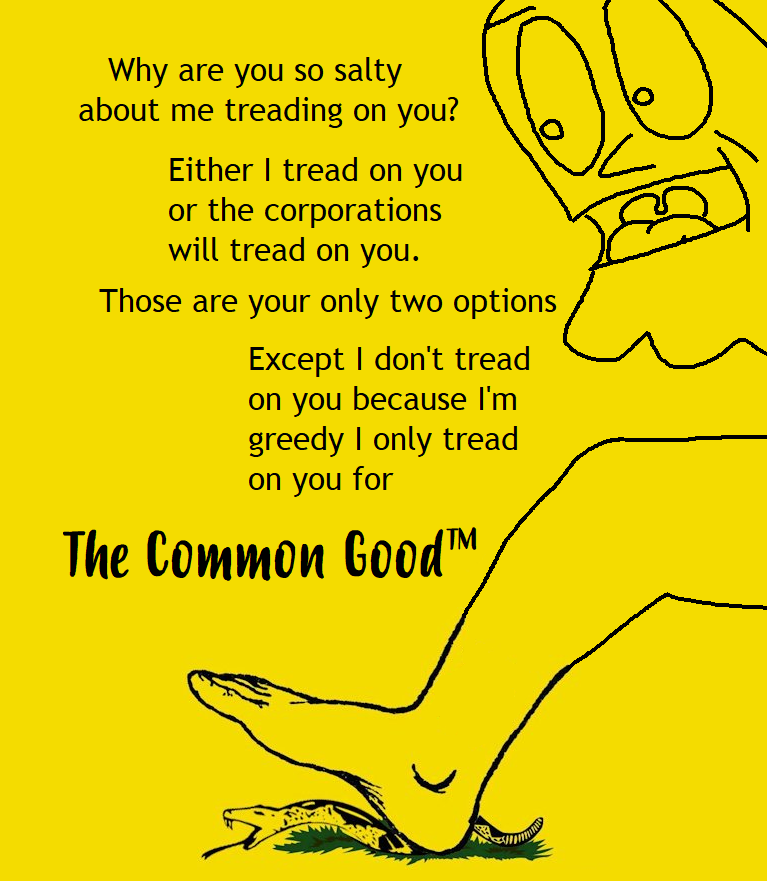 Why are you so salty
about me treading on you?
Either I tread on you
or the corporations
will tread on you.
Those are your only two options
Except I don't tread
on you because I'm
greedy I only tread
on you for
The Common Good™